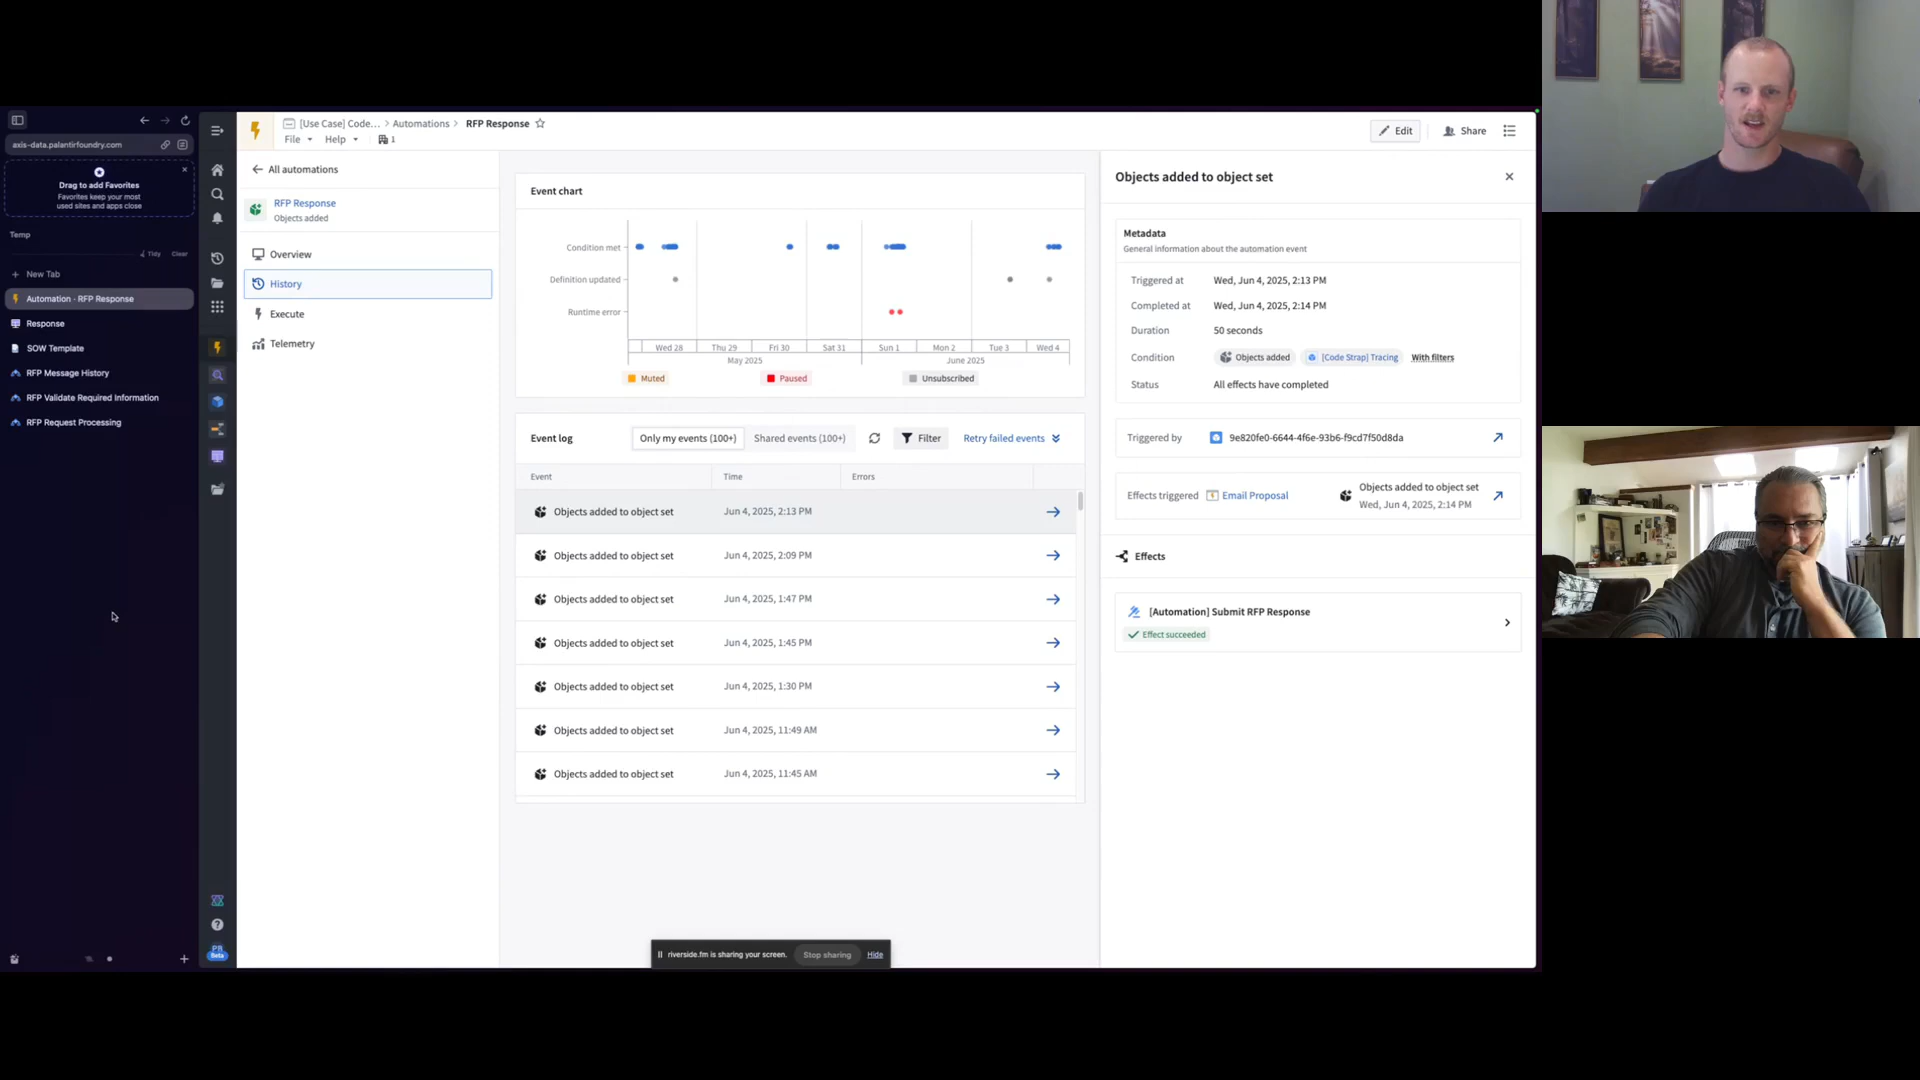 axis-data.palantirfoundry.com
Drag to add Favorites
Favorites keep your most
used sites and apps close
Temp
Tidy
Clear
New Tab
Automation - RFP Response
Response
SOW Template
RFP Message History
RFP Validate Required Information
RFP Request Processing
PB
Beta
[Use Case] Code... > Automations > RFP Response
File
Help
1
Edit
Share
All automations
RFP Response
Objects added
Overview
History
Execute
Telemetry
Event chart
Condition met
Definition updated
Runtime error
Wed 28
Thu 29
Fri 30
Sat 31
Sun 1
Mon 2
Tue 3
Wed 4
May 2025
June 2025
Muted
Paused
Unsubscribed
Event log
Only my events (100+)
Shared events (100+)
Filter
Retry failed events
Event
Time
Errors
Objects added to object set
Jun 4, 2025, 2:13 PM
Objects added to object set
Jun 4, 2025, 2:09 PM
Objects added to object set
Jun 4, 2025, 1:47 PM
Objects added to object set
Jun 4, 2025, 1:45 PM
Objects added to object set
Jun 4, 2025, 1:30 PM
Objects added to object set
Jun 4, 2025, 11:49 AM
Objects added to object set
Jun 4, 2025, 11:45 AM
Objects added to object set
Metadata
General information about the automation event
Triggered at
Wed, Jun 4, 2025, 2:13 PM
Completed at
Wed, Jun 4, 2025, 2:14 PM
Duration
50 seconds
Condition
Objects added
[Code Strap] Tracing
With filters
Status
All effects have completed
Triggered by
9e820fe0-6644-4f6e-93b6-f9cd7f50d8da
Effects triggered
Email Proposal
Objects added to object set
Wed, Jun 4, 2025, 2:14 PM
Effects
[Automation] Submit RFP Response
Effect succeeded
riverside.fm is sharing your screen.
Stop sharing
Hide